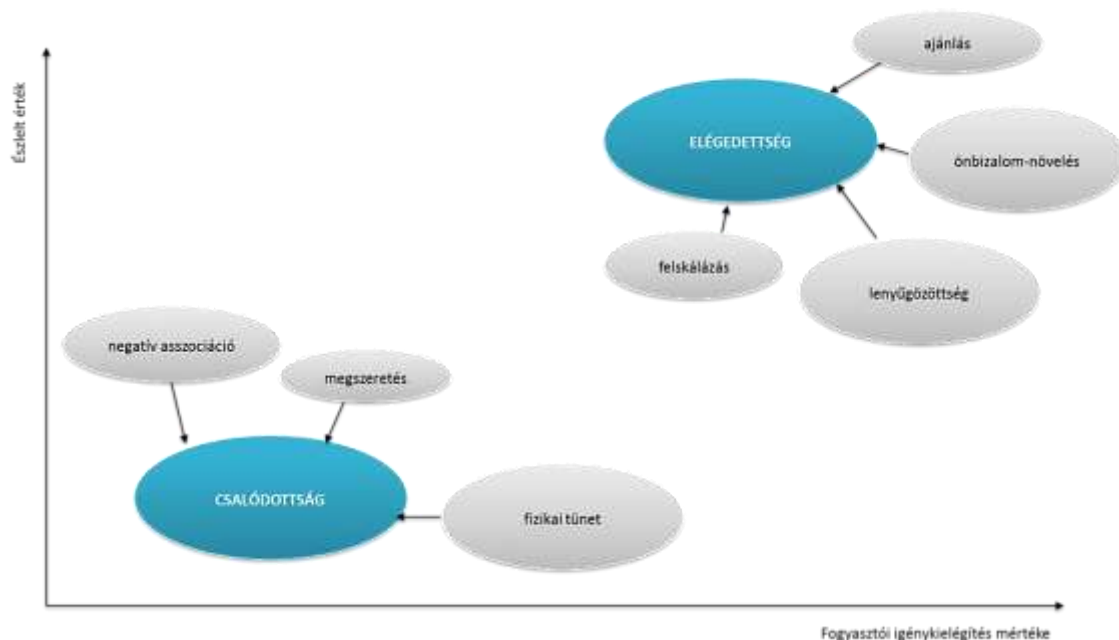 ajánlás
Észlelt érték
ELÉGEDETTSÉG
önbizalom-növelés
felskálázás
lenyűgözöttség
negatív asszociáció
megszeretés
CSALÓDOTTSÁG
fizikai tünet
Fogyasztói igénykielégítés mértéke